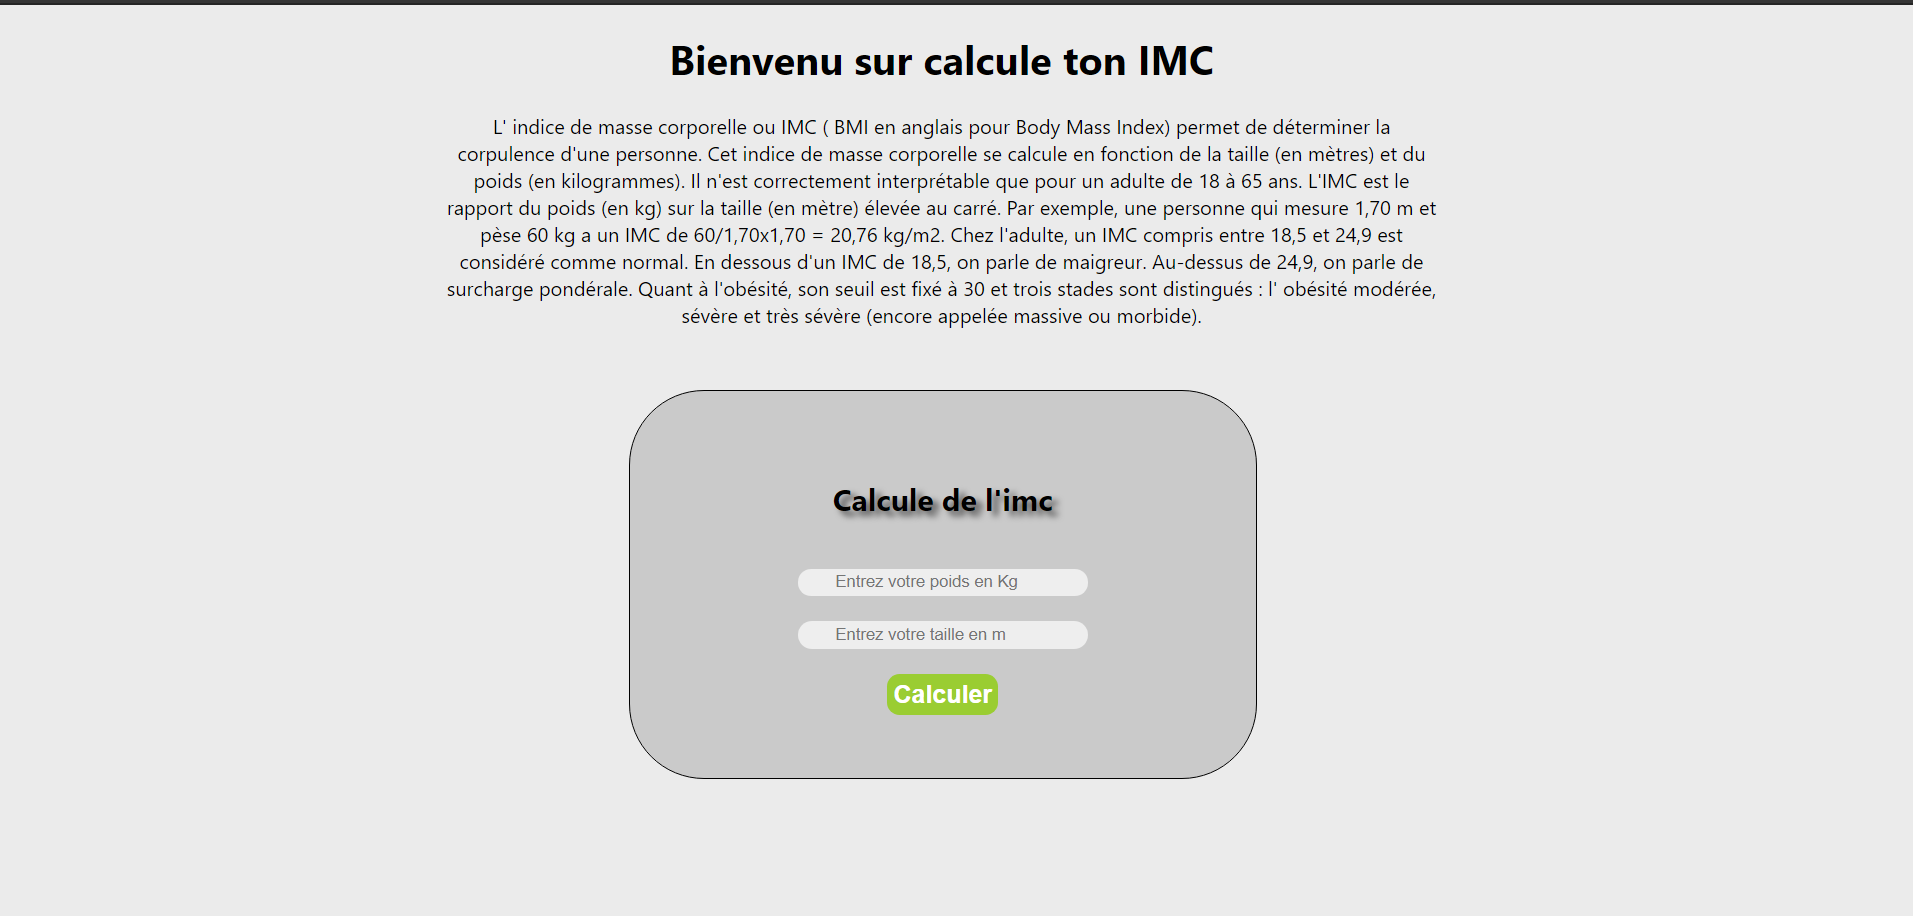 Bienvenu sur calcule ton IMC
L' indice de masse corporelle ou IMC ( BMI en anglais pour Body Mass Index) permet de déterminer la
corpulence d'une personne. Cet indice de masse corporelle se calcule en fonction de la taille (en mètres) et du
poids (en kilogrammes). Il n'est correctement interprétable que pour un adulte de 18 à 65 ans. L'IMC est le
rapport du poids (en kg) sur la taille (en mètre) élevée au carré. Par exemple, une personne qui mesure 1,70 m et
pèse 60 kg a un IMC de 60/1,70x1,70 = 20,76 kg/m2. Chez l'adulte, un IMC compris entre 18,5 et 24,9 est
considéré comme normal. En dessous d'un IMC de 18,5, on parle de maigreur. Au-dessus de 24,9, on parle de
surcharge pondérale. Quant à l'obésité, son seuil est fixé à 30 et trois stades sont distingués : l' obésité modérée,
sévère et très sévère (encore appelée massive ou morbide).
Calcule de l'imc
Entrez votre poids en Kg
Entrez votre taille en m
Calculer